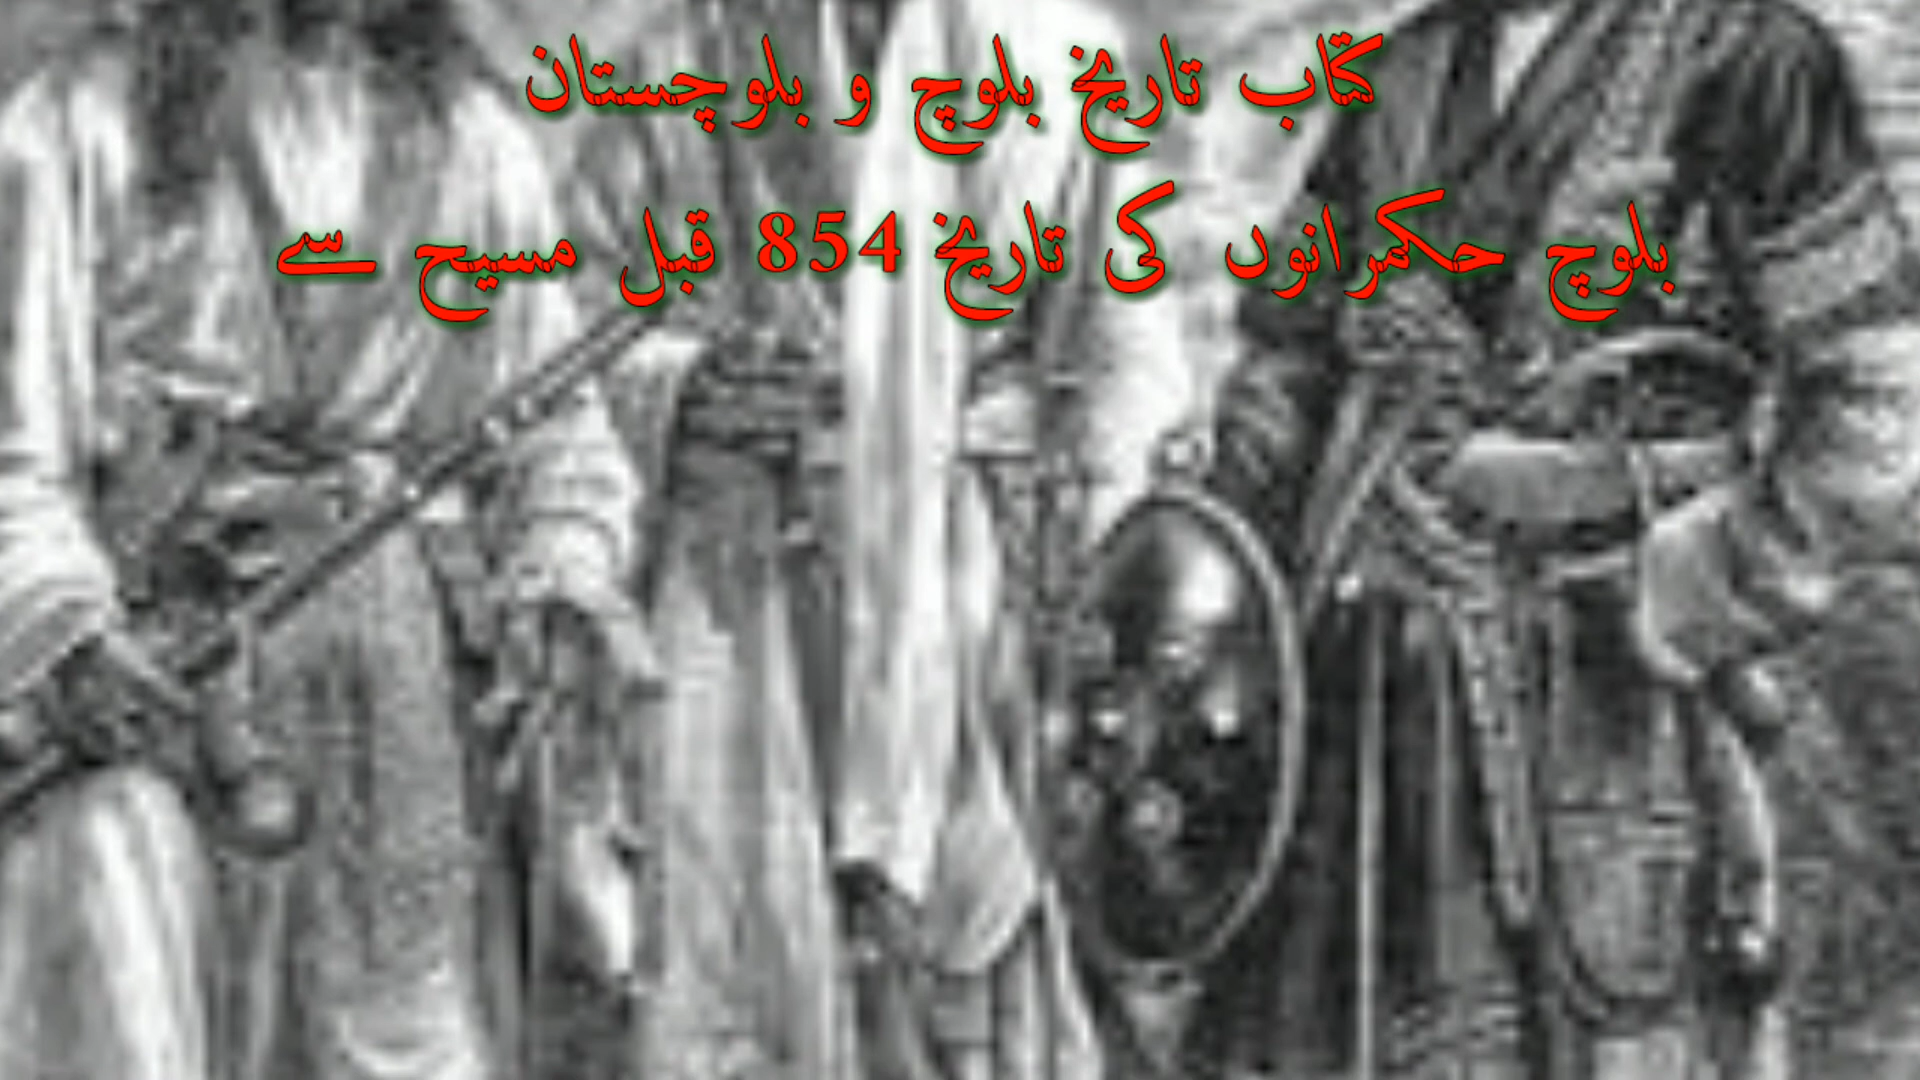 کتاب تاریخ بلوچ و بلوچستان
بلوچ حکمرانوں کی تاریخ 854 قبل مسیح سے